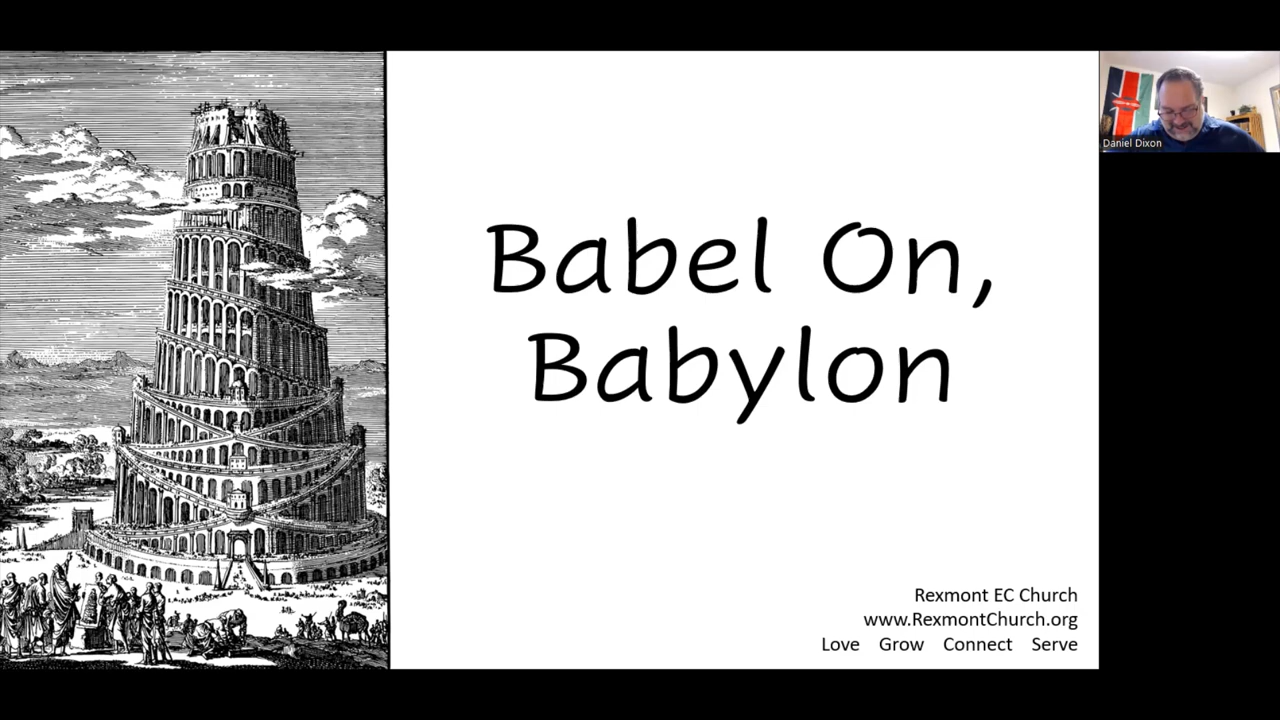 Babel On,
Babylon
Rexmont EC Church
www.RexmontChurch.org
Love Grow Connect Serve
Daniel Dixon